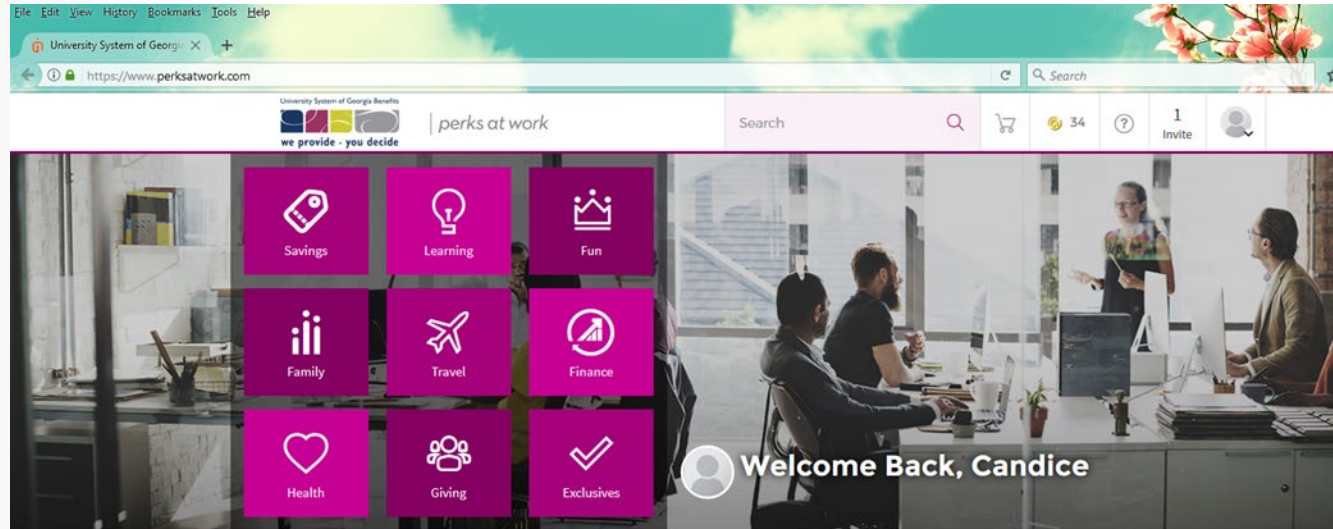 File Edit View History Bookmarks Tools Help
University System of Georgi
https://www.perksatwork.com
Search
University System of Georgia Benefits
we provide - you decide
perks at work
Search
34
?
1
Invite
Savings
Learning
Fun
Family
Travel
Finance
Health
Giving
Exclusives
Welcome Back, Candice